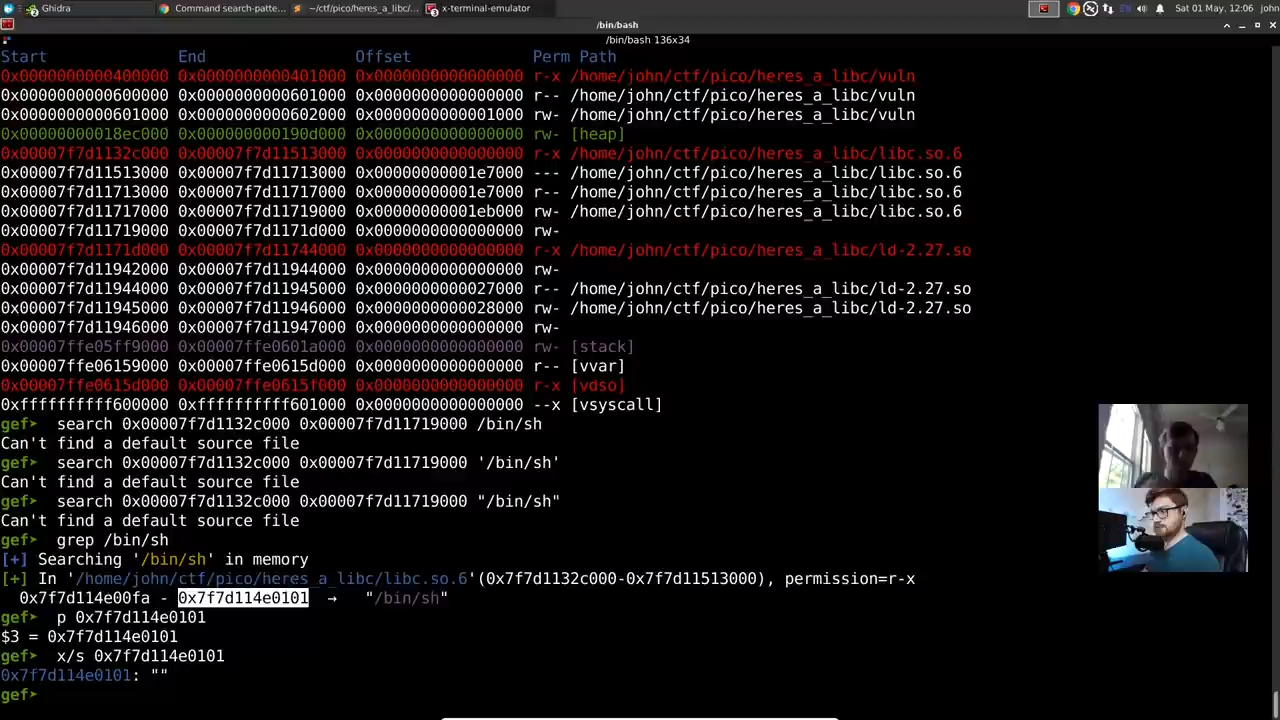 Ghidra
Command search-patte...
~/ctf/pico/heres_a_libc/...
x-terminal-emulator
Sat 01 May, 12:06 john
/bin/bash
/bin/bash 136x34
Start End Offset Perm Path
0x0000000000400000 0x0000000000401000 0x0000000000000000 r-x /home/john/ctf/pico/heres_a_libc/vuln
0x0000000000600000 0x0000000000601000 0x0000000000000000 r-- /home/john/ctf/pico/heres_a_libc/vuln
0x0000000000601000 0x0000000000602000 0x0000000000001000 rw- /home/john/ctf/pico/heres_a_libc/vuln
0x00000000018ec000 0x000000000190d000 0x0000000000000000 rw- [heap]
0x00007f7d1132c000 0x00007f7d11513000 0x0000000000000000 r-x /home/john/ctf/pico/heres_a_libc/libc.so.6
0x00007f7d11513000 0x00007f7d11713000 0x00000000001e7000 --- /home/john/ctf/pico/heres_a_libc/libc.so.6
0x00007f7d11713000 0x00007f7d11717000 0x00000000001e7000 r-- /home/john/ctf/pico/heres_a_libc/libc.so.6
0x00007f7d11717000 0x00007f7d11719000 0x00000000001eb000 rw- /home/john/ctf/pico/heres_a_libc/libc.so.6
0x00007f7d11719000 0x00007f7d1171d000 0x0000000000000000 rw-
0x00007f7d1171d000 0x00007f7d11744000 0x0000000000000000 r-x /home/john/ctf/pico/heres_a_libc/ld-2.27.so
0x00007f7d11942000 0x00007f7d11944000 0x0000000000000000 rw-
0x00007f7d11944000 0x00007f7d11945000 0x0000000000027000 r-- /home/john/ctf/pico/heres_a_libc/ld-2.27.so
0x00007f7d11945000 0x00007f7d11946000 0x0000000000028000 rw- /home/john/ctf/pico/heres_a_libc/ld-2.27.so
0x00007f7d11946000 0x00007f7d11947000 0x0000000000000000 rw-
0x00007ffe05ff9000 0x00007ffe0601a000 0x0000000000000000 rw- [stack]
0x00007ffe06159000 0x00007ffe0615d000 0x0000000000000000 r-- [vvar]
0x00007ffe0615d000 0x00007ffe0615f000 0x0000000000000000 r-x [vdso]
0xffffffffff600000 0xffffffffff601000 0x0000000000000000 --x [vsyscall]
gef➤ search 0x00007f7d1132c000 0x00007f7d11719000 /bin/sh
Can't find a default source file
gef➤ search 0x00007f7d1132c000 0x00007f7d11719000 '/bin/sh'
Can't find a default source file
gef➤ search 0x00007f7d1132c000 0x00007f7d11719000 "/bin/sh"
Can't find a default source file
gef➤ grep /bin/sh
[+] Searching '/bin/sh' in memory
[+] In '/home/john/ctf/pico/heres_a_libc/libc.so.6'(0x7f7d1132c000-0x7f7d11513000), permission=r-x
0x7f7d114e00fa - 0x7f7d114e0101 → "/bin/sh"
gef➤ p 0x7f7d114e0101
$3 = 0x7f7d114e0101
gef➤ x/s 0x7f7d114e0101
0x7f7d114e0101: ""
gef➤